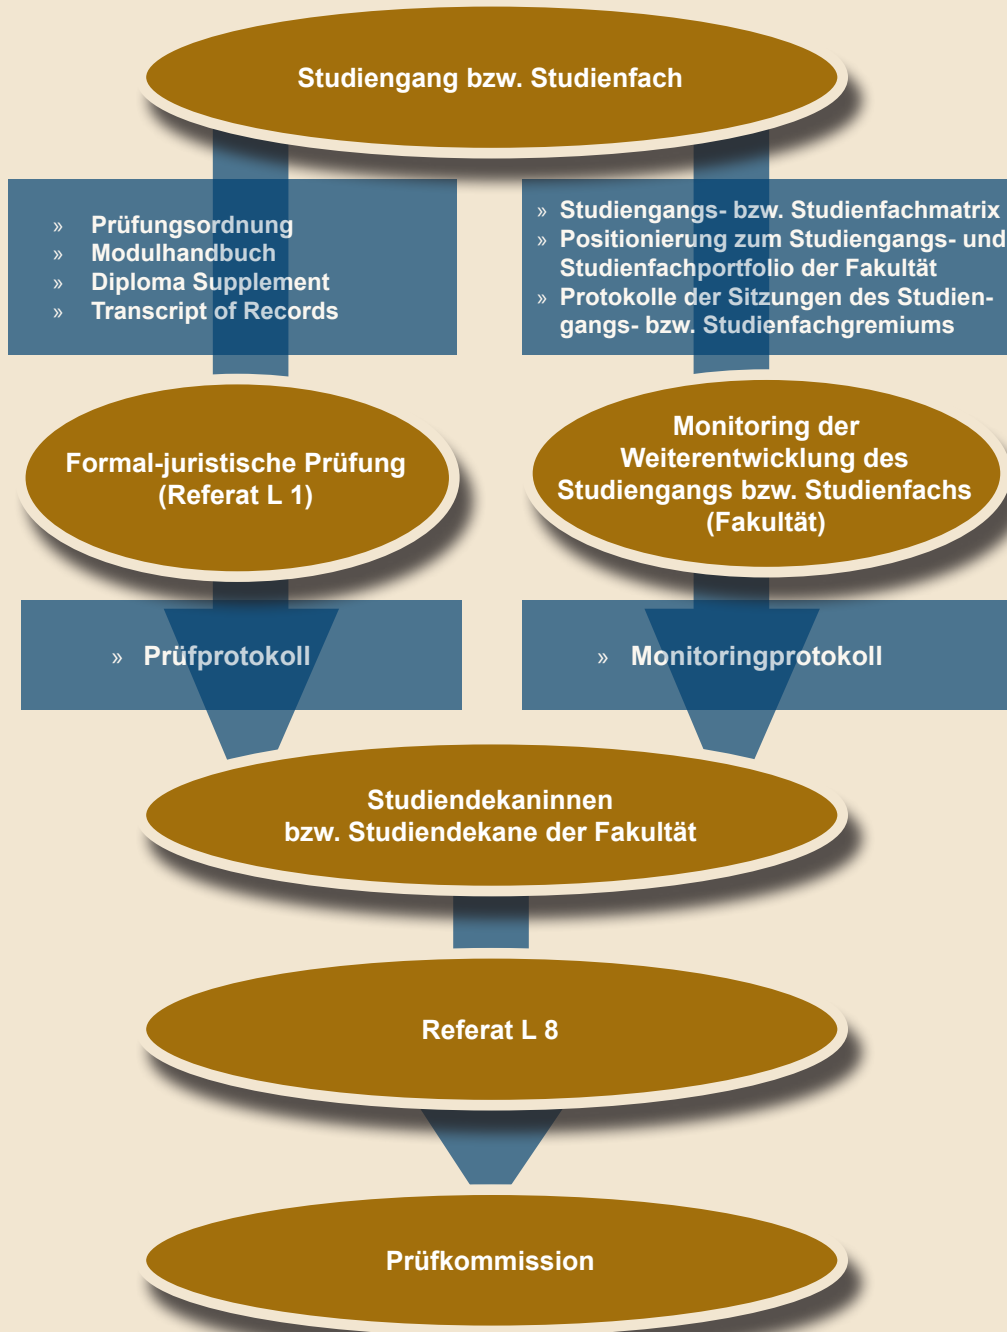 Studiengang bzw. Studienfach
» Prüfungsordnung
» Modulhandbuch
» Diploma Supplement
» Transcript of Records
» Studiengangs- bzw. Studienfachmatrix
» Positionierung zum Studiengangs- und
Studienfachportfolio der Fakultät
» Protokolle der Sitzungen des Studien-
gangs- bzw. Studienfachgremiums
Formal-juristische Prüfung
(Referat L 1)
Monitoring der
Weiterentwicklung des
Studiengangs bzw. Studienfachs
(Fakultät)
» Prüfprotokoll
» Monitoringprotokoll
Studiendekaninnen
bzw. Studiendekane der Fakultät
Referat L 8
Prüfkommission